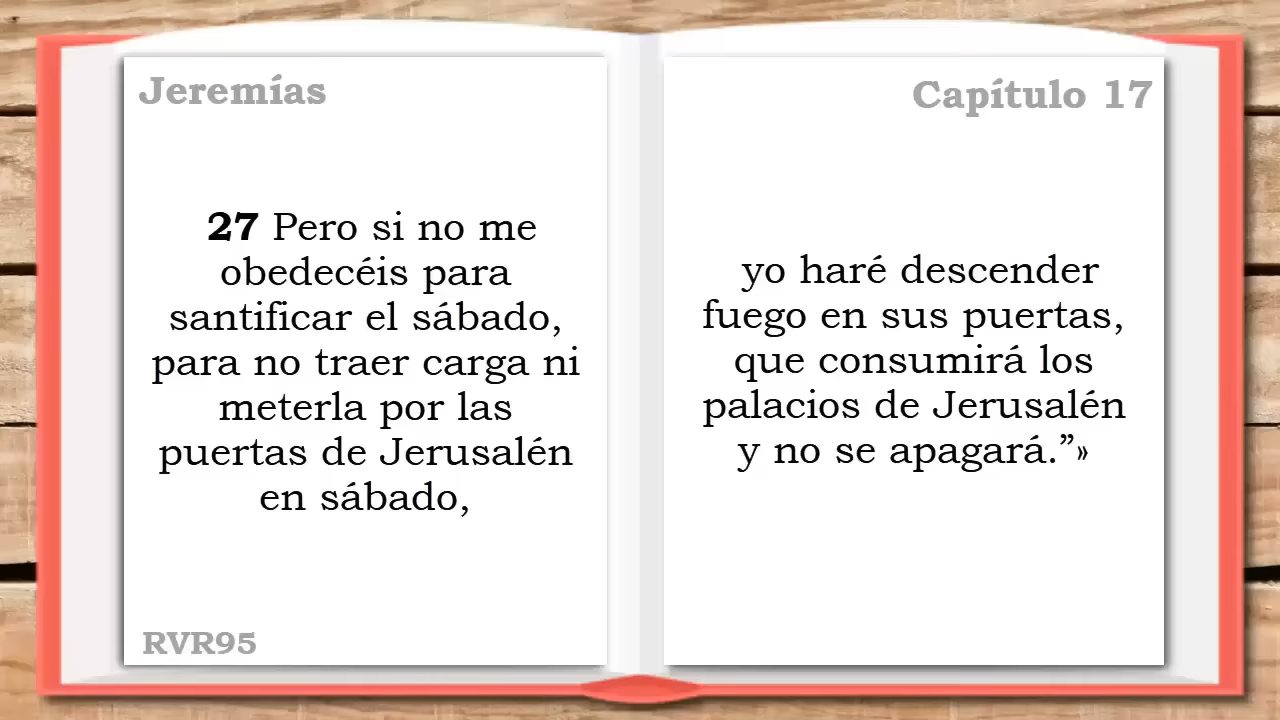 Jeremías
27 Pero si no me
obedecéis para
santificar el sábado,
para no traer carga ni
meterla por las
puertas de Jerusalén
en sábado,
RVR95
Capítulo 17
yo haré descender
fuego en sus puertas,
que consumirá los
palacios de Jerusalén
y no se apagará.”»